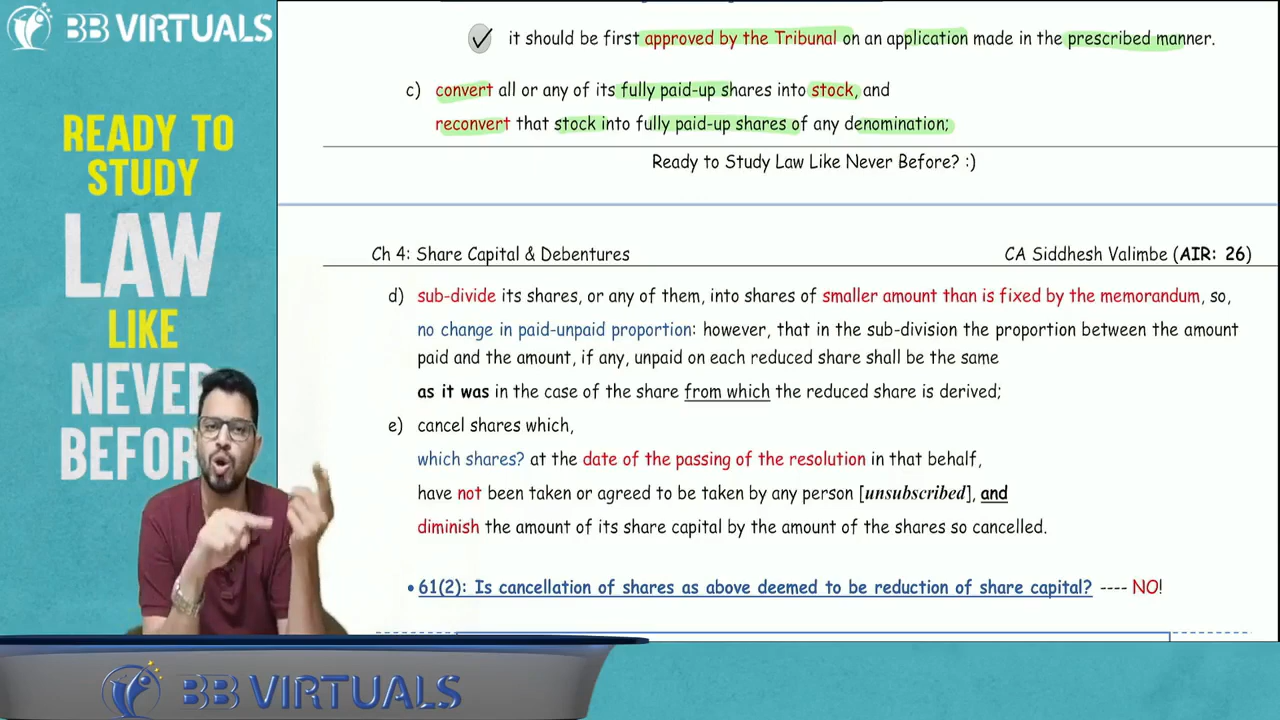 BB VIRTUALS
READY TO
STUDY
LAW
LIKE
NEVER
BEFOR
it should be first approved by the Tribunal on an application made in the prescribed manner.
c) convert all or any of its fully paid-up shares into stock, and
reconvert that stock into fully paid-up shares of any denomination;
Ready to Study Law Like Never Before? :)
Ch 4: Share Capital & Debentures CA Siddhesh Valimbe (AIR: 26)
d) sub-divide its shares, or any of them, into shares of smaller amount than is fixed by the memorandum, so,
no change in paid-unpaid proportion: however, that in the sub-division the proportion between the amount
paid and the amount, if any, unpaid on each reduced share shall be the same
as it was in the case of the share from which the reduced share is derived;
e) cancel shares which,
which shares? at the date of the passing of the resolution in that behalf,
have not been taken or agreed to be taken by any person [unsubscribed], and
diminish the amount of its share capital by the amount of the shares so cancelled.
• 61(2): Is cancellation of shares as above deemed to be reduction of share capital? ---- NO!
BB VIRTUALS